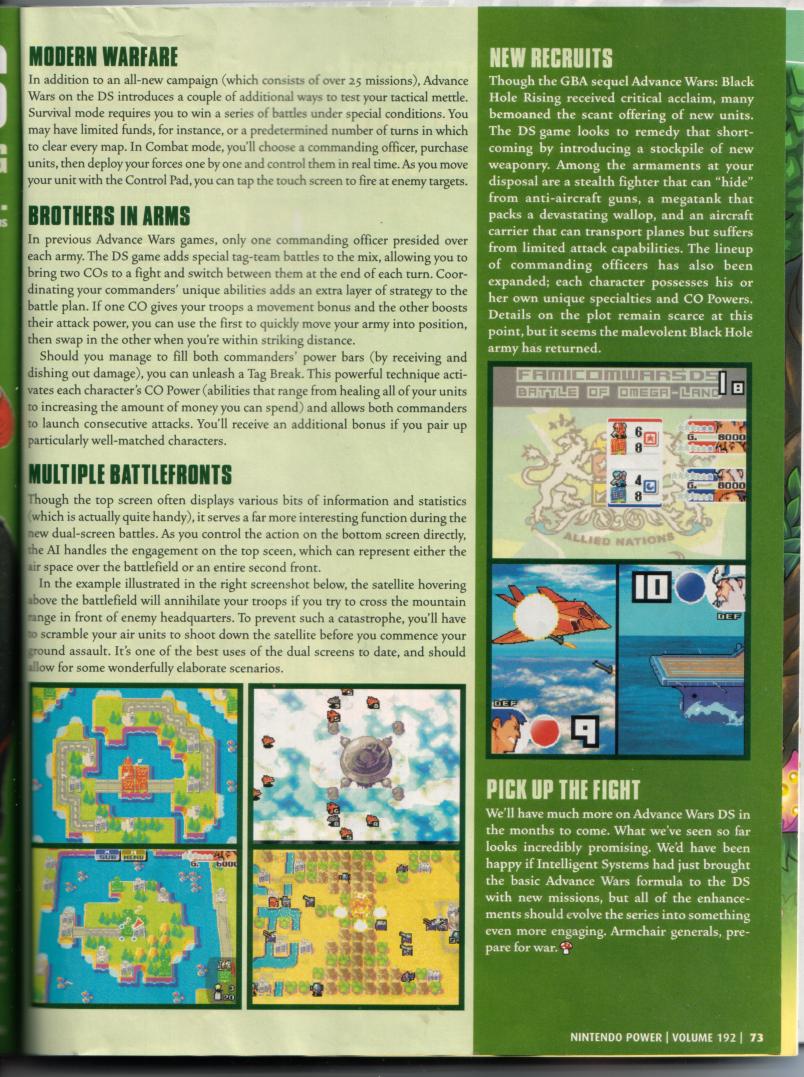 MODERN WARFARE
In addition to an all-new campaign (which consists of over 25 missions), Advance
Wars on the DS introduces a couple of additional ways to test your tactical mettle.
Survival mode requires you to win a series of battles under special conditions. You
may have limited funds, for instance, or a predetermined number of turns in which
to clear every map. In Combat mode, you'll choose a commanding officer, purchase
units, then deploy your forces one by one and control them in real time. As you move
your unit with the Control Pad, you can tap the touch screen to fire at enemy targets.
BROTHERS IN ARMS
In previous Advance Wars games, only one commanding officer presided over
each army. The DS game adds special tag-team battles to the mix, allowing you to
bring two COs to a fight and switch between them at the end of each turn. Coor-
dinating your commanders' unique abilities adds an extra layer of strategy to the
battle plan. If one CO gives your troops a movement bonus and the other boosts
their attack power, you can use the first to quickly move your army into position,
then swap in the other when you're within striking distance.
Should you manage to fill both commanders' power bars (by receiving and
dishing out damage), you can unleash a Tag Break. This powerful technique acti-
vates each character's CO Power (abilities that range from healing all of your units
to increasing the amount of money you can spend) and allows both commanders
to launch consecutive attacks. You'll receive an additional bonus if you pair up
particularly well-matched characters.
MULTIPLE BATTLEFRONTS
Though the top screen often displays various bits of information and statistics
(which is actually quite handy), it serves a far more interesting function during the
new dual-screen battles. As you control the action on the bottom screen directly,
the AI handles the engagement on the top sceen, which can represent either the
air space over the battlefield or an entire second front.
In the example illustrated in the right screenshot below, the satellite hovering
above the battlefield will annihilate your troops if you try to cross the mountain
range in front of enemy headquarters. To prevent such a catastrophe, you'll have
to scramble your air units to shoot down the satellite before you commence your
ground assault. It's one of the best uses of the dual screens to date, and should
allow for some wonderfully elaborate scenarios.
SUB MENU
G. 6000
3
20
NEW RECRUITS
Though the GBA sequel Advance Wars: Black
Hole Rising received critical acclaim, many
bemoaned the scant offering of new units.
The DS game looks to remedy that short-
coming by introducing a stockpile of new
weaponry. Among the armaments at your
disposal are a stealth fighter that can "hide"
from anti-aircraft guns, a megatank that
packs a devastating wallop, and an aircraft
carrier that can transport planes but suffers
from limited attack capabilities. The lineup
of commanding officers has also been
expanded; each character possesses his or
her own unique specialties and CO Powers.
Details on the plot remain scarce at this
point, but it seems the malevolent Black Hole
army has returned.
FAMICOMWARS DS
BATTLE OF OMEGA-LAND
1 8
6
8
G. 8000
4
8
G. 8000
ALLIED NATIONS
10
DEF
DEF
9
PICK UP THE FIGHT
We'll have much more on Advance Wars DS in
the months to come. What we've seen so far
looks incredibly promising. We'd have been
happy if Intelligent Systems had just brought
the basic Advance Wars formula to the DS
with new missions, but all of the enhance-
ments should evolve the series into something
even more engaging. Armchair generals, pre-
pare for war.
NINTENDO POWER | VOLUME 192 | 73